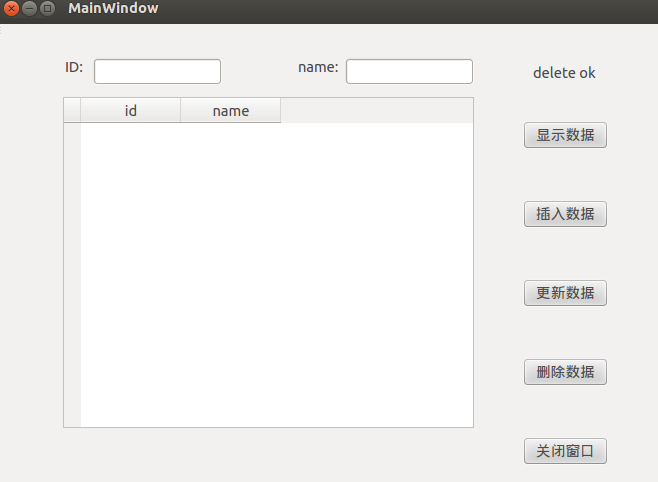 MainWindow
ID:
name:
delete ok
id
name
显示数据
插入数据
更新数据
删除数据
关闭窗口